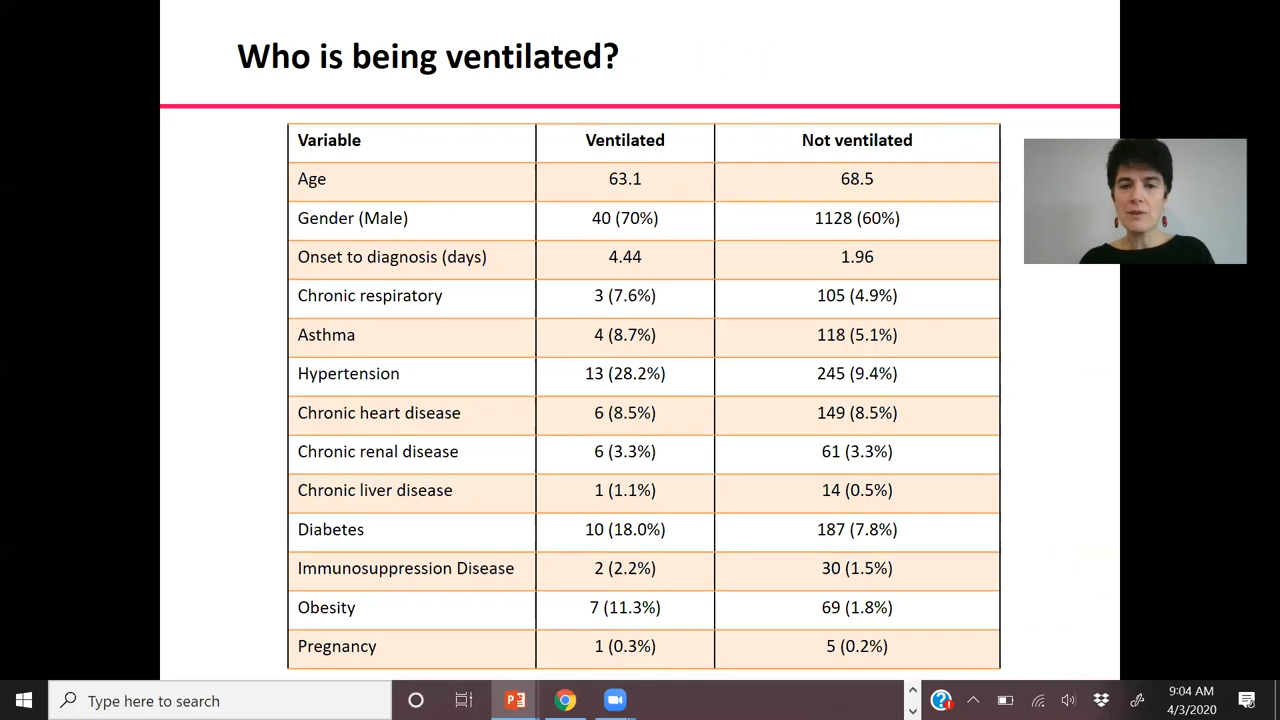 Who is being ventilated?
Variable Ventilated Not ventilated
Age 63.1 68.5
Gender (Male) 40 (70%) 1128 (60%)
Onset to diagnosis (days) 4.44 1.96
Chronic respiratory 3 (7.6%) 105 (4.9%)
Asthma 4 (8.7%) 118 (5.1%)
Hypertension 13 (28.2%) 245 (9.4%)
Chronic heart disease 6 (8.5%) 149 (8.5%)
Chronic renal disease 6 (3.3%) 61 (3.3%)
Chronic liver disease 1 (1.1%) 14 (0.5%)
Diabetes 10 (18.0%) 187 (7.8%)
Immunosuppression Disease 2 (2.2%) 30 (1.5%)
Obesity 7 (11.3%) 69 (1.8%)
Pregnancy 1 (0.3%) 5 (0.2%)
Type here to search
9:04 AM
4/3/2020